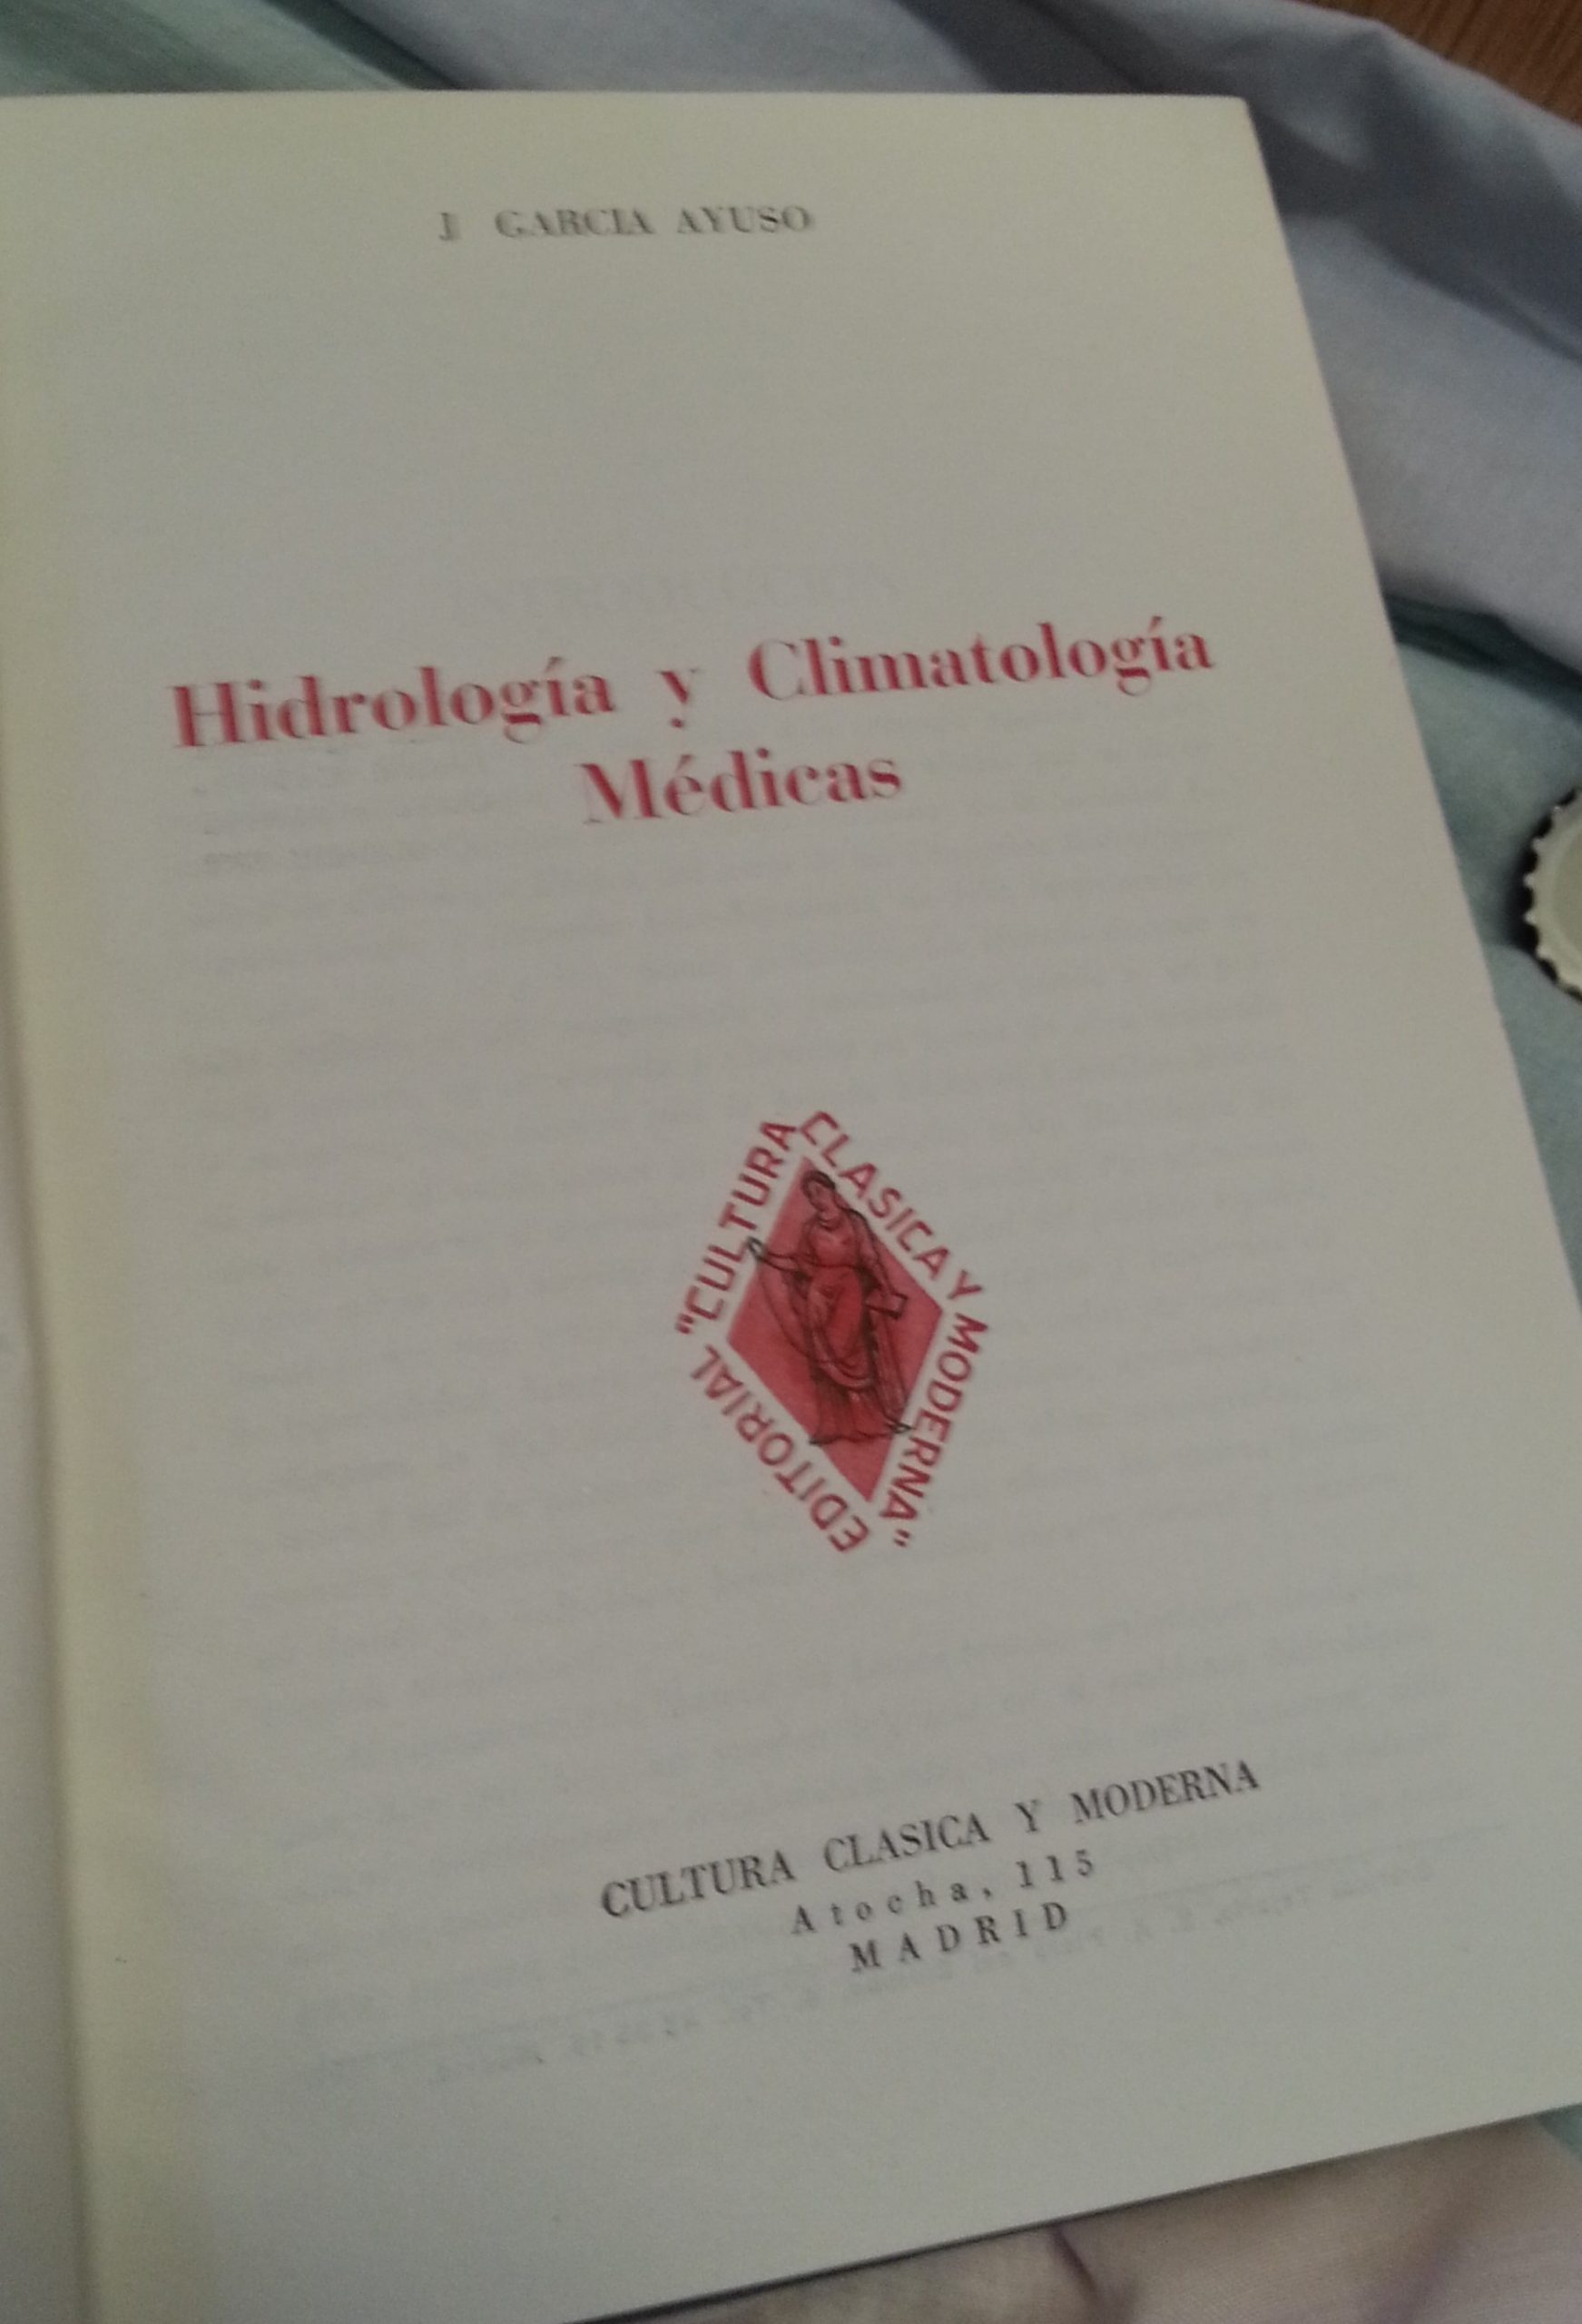 J GARCIA AYUSO
Hidrología y Climatología
Médicas
EDITORIAL "CULTURA CLASICA Y MODERNA"
CULTURA CLASICA Y MODERNA
Atocha, 115
MADRID